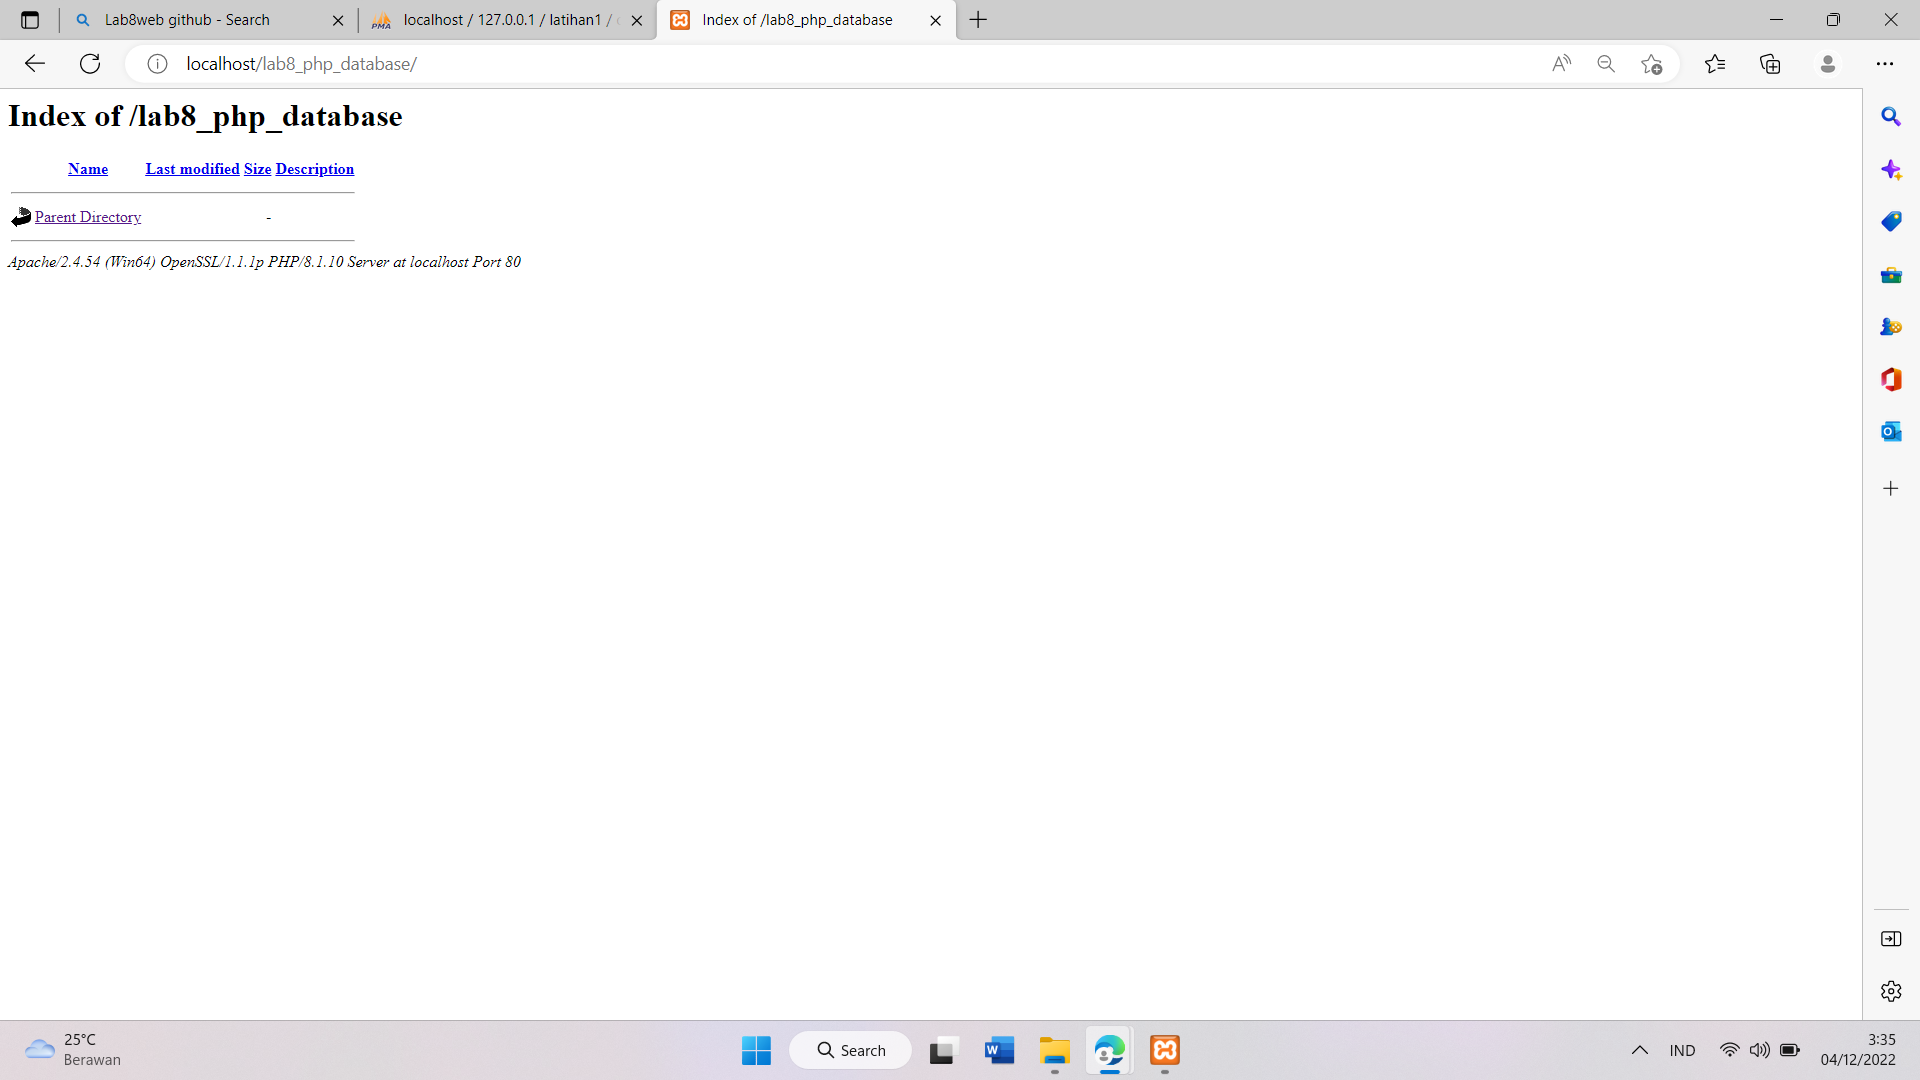 Lab8web github - Search
localhost / 127.0.0.1 / latihan1 /
Index of /lab8_php_database
localhost/lab8_php_database/
Index of /lab8_php_database
Name Last modified Size Description
Parent Directory -
Apache/2.4.54 (Win64) OpenSSL/1.1.1p PHP/8.1.10 Server at localhost Port 80
25°C
Berawan
Search
IND
3:35
04/12/2022